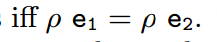 iff ρ e₁ = ρ e₂.